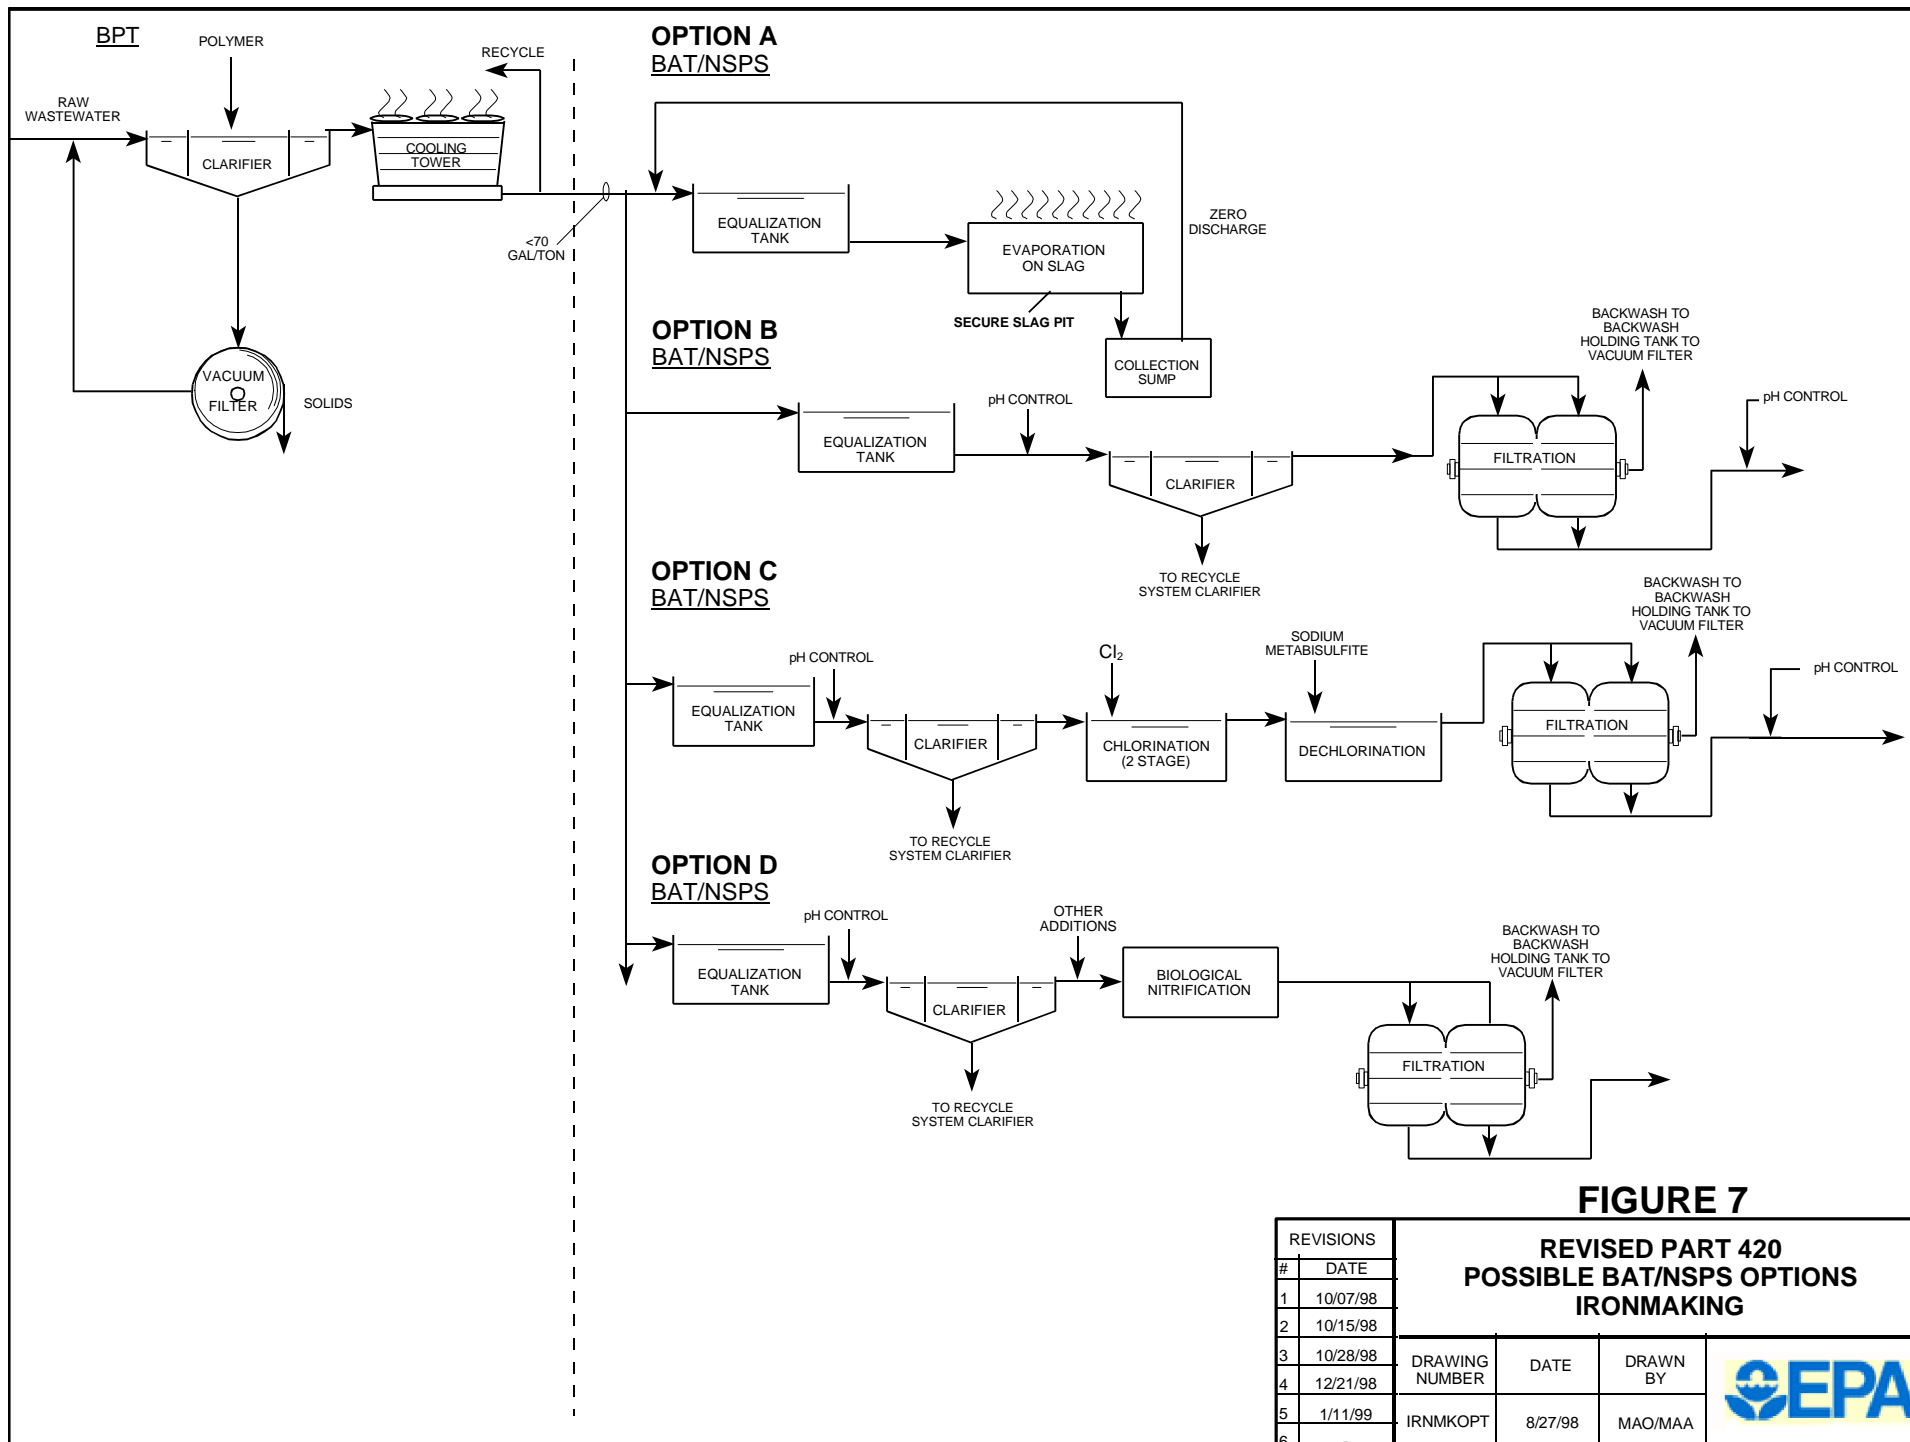 BPT
POLYMER
RAW
WASTEWATER
CLARIFIER
COOLING
TOWER
RECYCLE
<70
GAL/TON
VACUUM
FILTER
SOLIDS
OPTION A
BAT/NSPS
EQUALIZATION
TANK
EVAPORATION
ON SLAG
SECURE SLAG PIT
COLLECTION
SUMP
ZERO
DISCHARGE
OPTION B
BAT/NSPS
EQUALIZATION
TANK
pH CONTROL
CLARIFIER
TO RECYCLE
SYSTEM CLARIFIER
FILTRATION
BACKWASH TO
BACKWASH
HOLDING TANK TO
VACUUM FILTER
pH CONTROL
OPTION C
BAT/NSPS
EQUALIZATION
TANK
pH CONTROL
CLARIFIER
TO RECYCLE
SYSTEM CLARIFIER
Cl₂
CHLORINATION
(2 STAGE)
SODIUM
METABISULFITE
DECHLORINATION
FILTRATION
BACKWASH TO
BACKWASH
HOLDING TANK TO
VACUUM FILTER
pH CONTROL
OPTION D
BAT/NSPS
EQUALIZATION
TANK
pH CONTROL
CLARIFIER
TO RECYCLE
SYSTEM CLARIFIER
OTHER
ADDITIONS
BIOLOGICAL
NITRIFICATION
FILTRATION
BACKWASH TO
BACKWASH
HOLDING TANK TO
VACUUM FILTER
FIGURE 7
REVISIONS
# DATE
1 10/07/98
2 10/15/98
3 10/28/98
4 12/21/98
5 1/11/99
REVISED PART 420
POSSIBLE BAT/NSPS OPTIONS
IRONMAKING
DRAWING
NUMBER
IRNMKOPT
DATE
8/27/98
DRAWN
BY
MAO/MAA
EPA